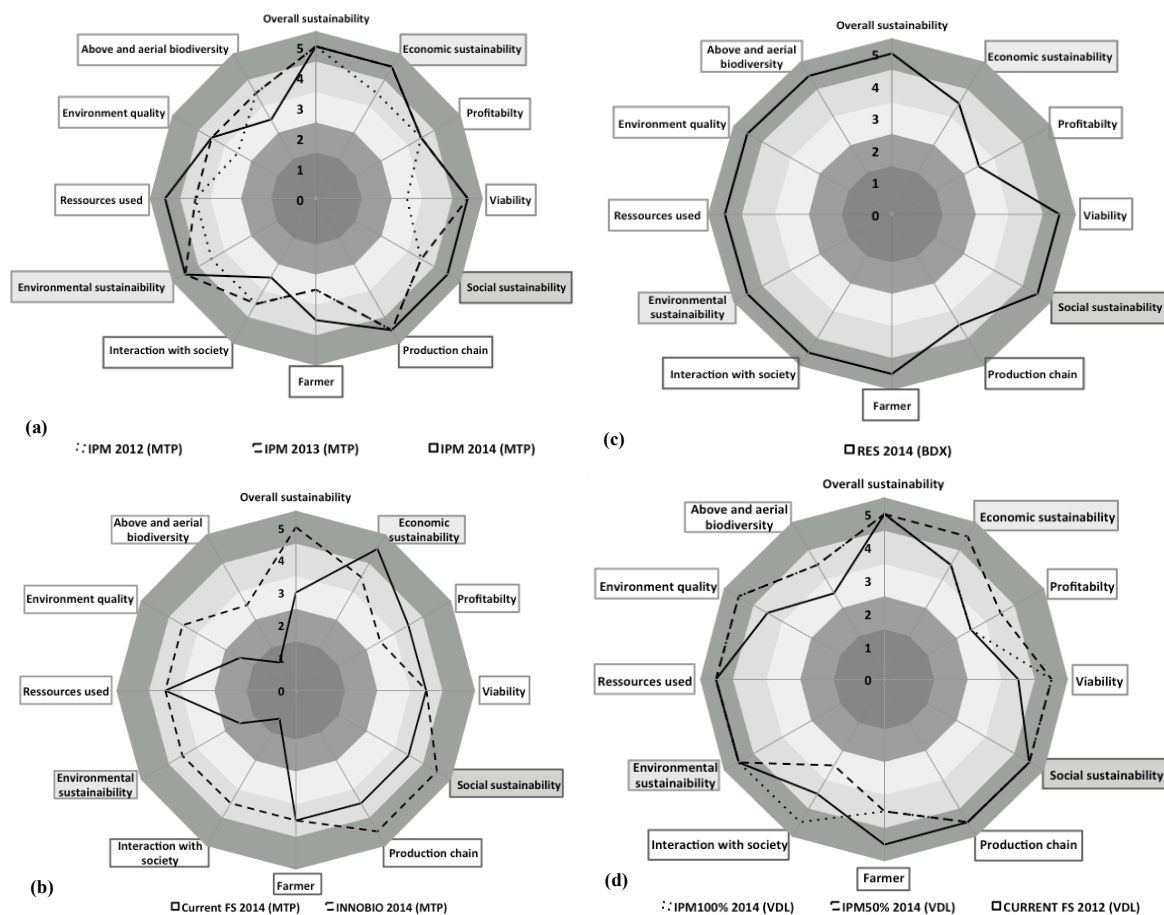 Overall sustainability
Above and aerial biodiversity
Economic sustainability
Environment quality
Profitabilty
Ressources used
Viability
Environmental sustainaibility
Social sustainability
Interaction with society
Production chain
Farmer
5
4
3
2
1
0
(a)
IPM 2012 (MTP) IPM 2013 (MTP) IPM 2014 (MTP)
Overall sustainability
Above and aerial
biodiversity
Economic sustainability
Environment quality
Profitabilty
Ressources used
Viability
Environmental
sustainaibility
Social sustainability
Interaction with society
Production chain
Farmer
5
4
3
2
1
0
(c)
RES 2014 (BDX)
Overall sustainability
Above and aerial
biodiversity
Economic
sustainability
Environment quality
Profitabilty
Ressources used
Viability
Environmental
sustainaibility
Social sustainability
Interaction with
society
Production chain
Farmer
5
4
3
2
1
0
(b)
Current FS 2014 (MTP) INNOBIO 2014 (MTP)
Overall sustainability
Above and aerial
biodiversity
Economic sustainability
Environment quality
Profitabilty
Ressources used
Viability
Environmental
sustainaibility
Social sustainability
Interaction with society
Production chain
Farmer
5
4
3
2
1
0
(d)
IPM100% 2014 (VDL) IPM50% 2014 (VDL) CURRENT FS 2012 (VDL)